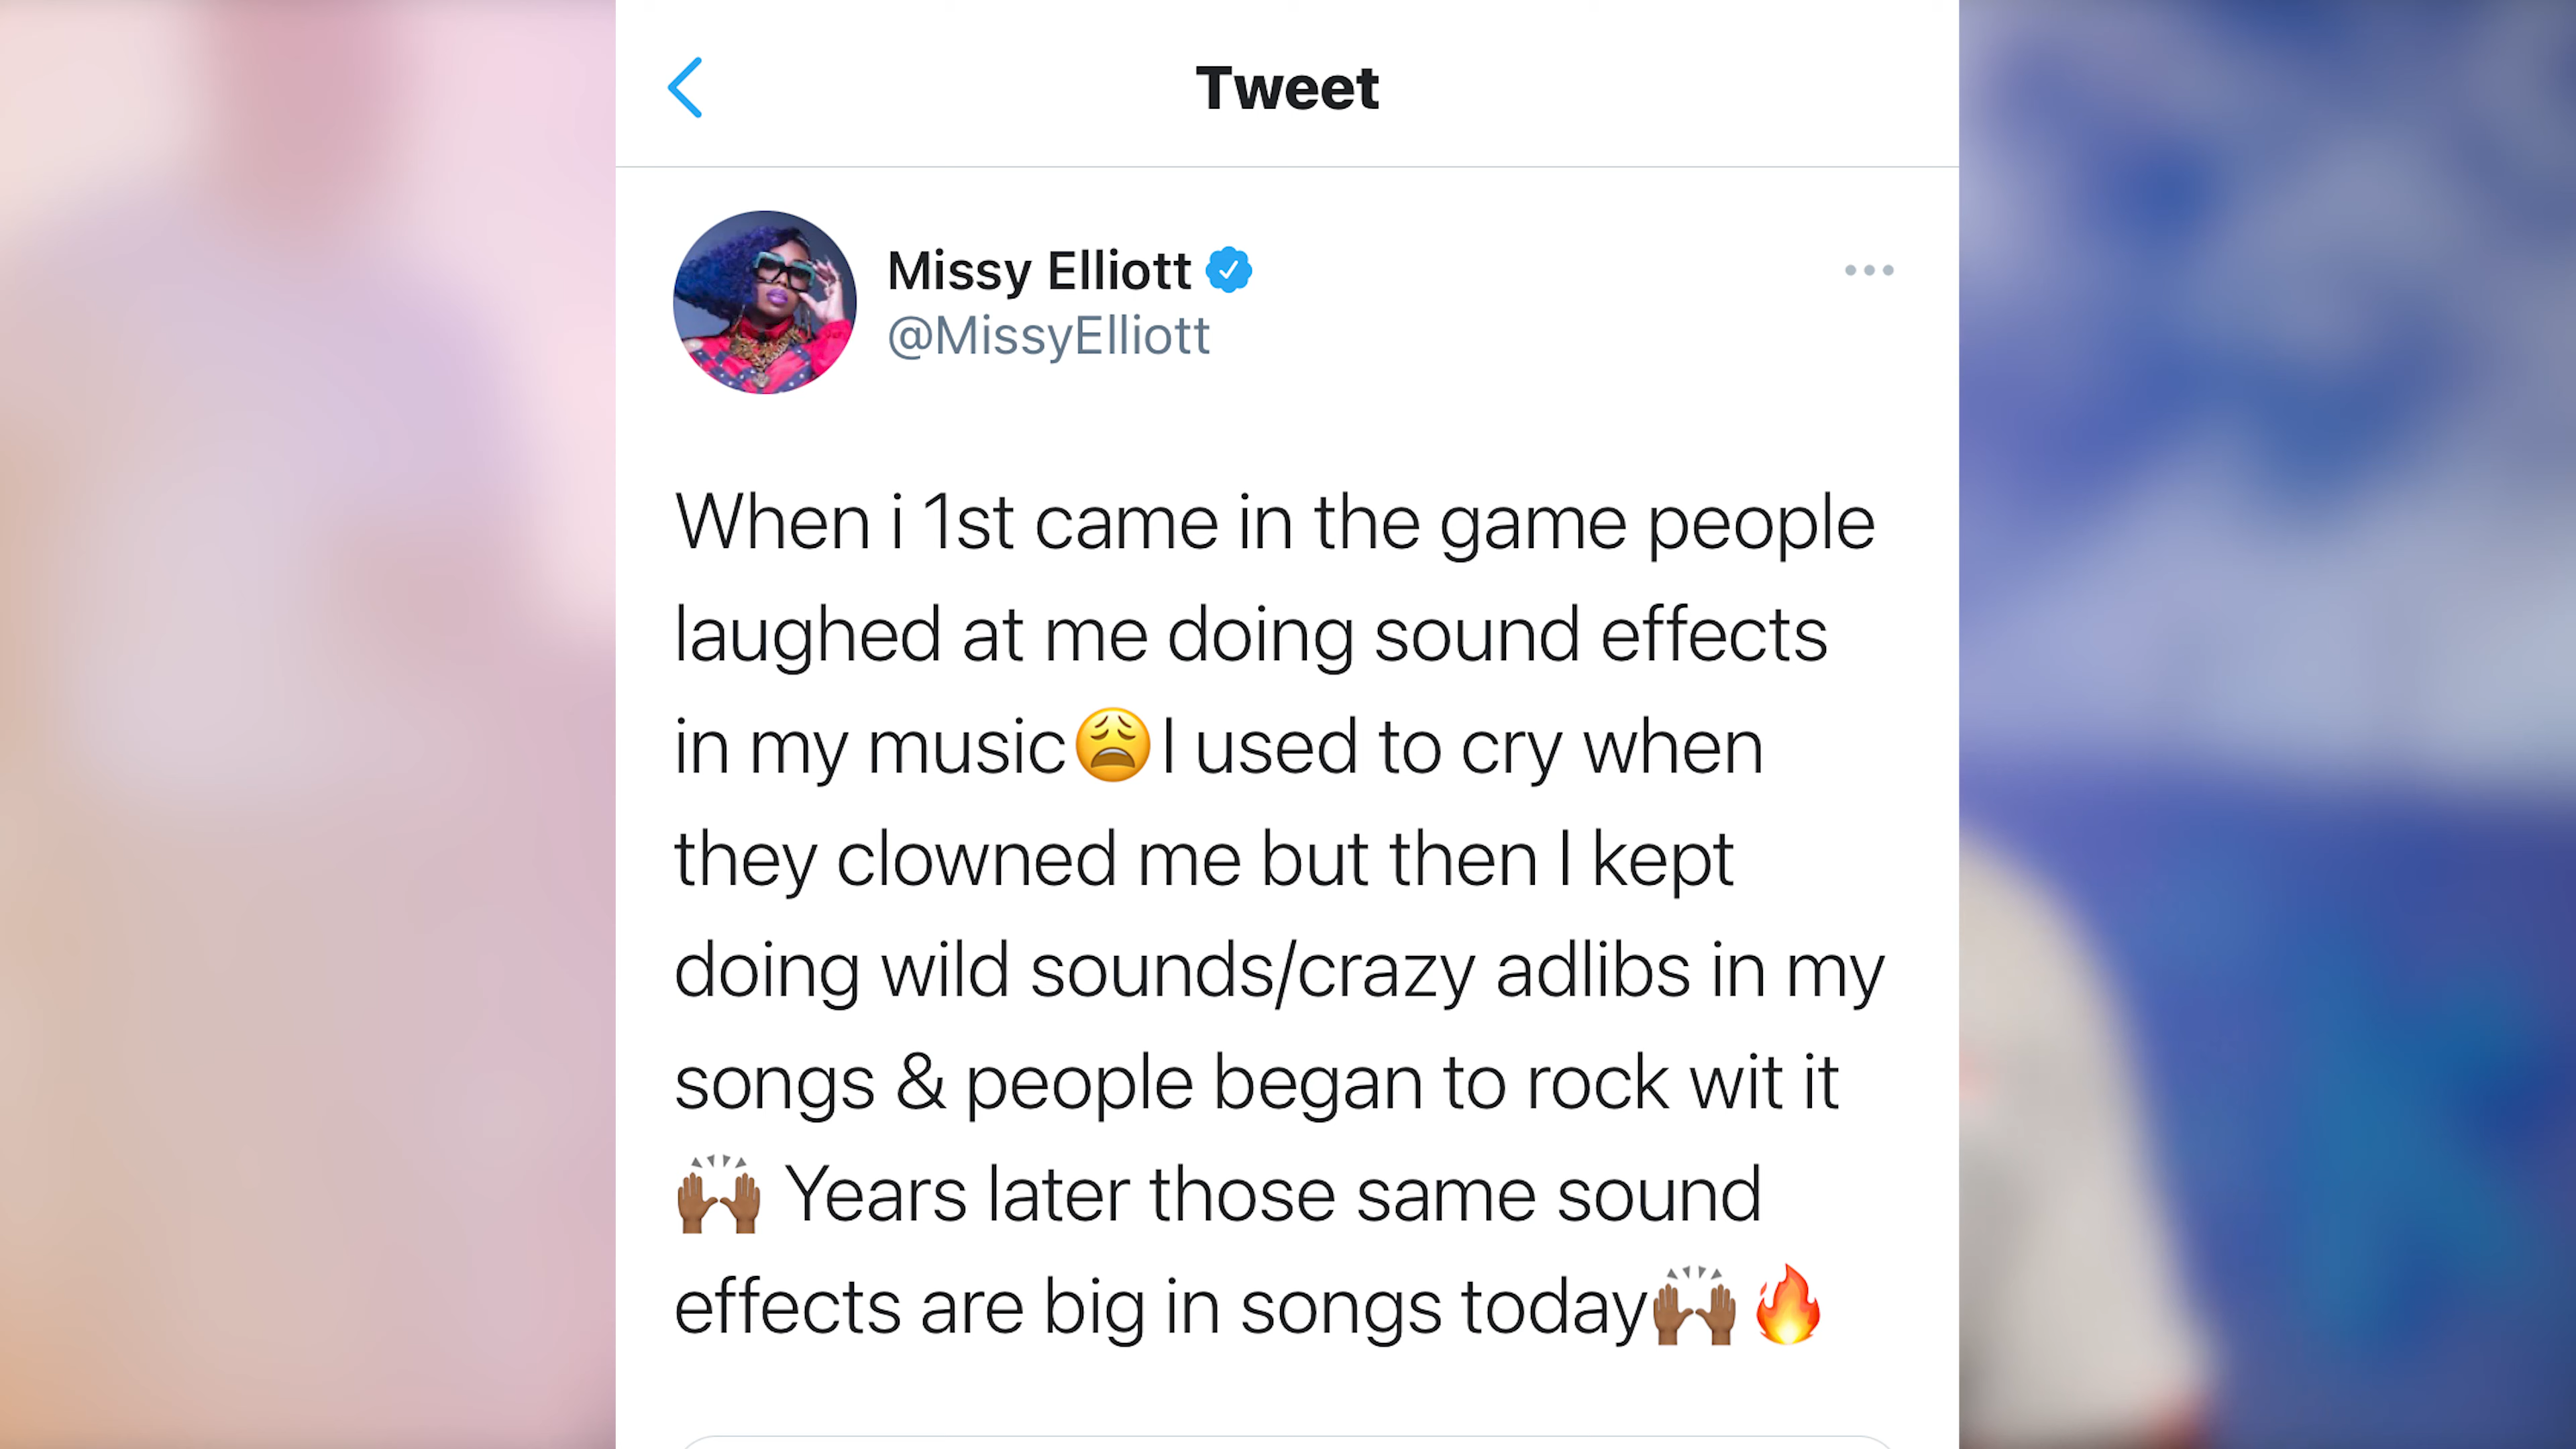 Tweet
Missy Elliott
@MissyElliott
When i 1st came in the game people
laughed at me doing sound effects
in my music😩I used to cry when
they clowned me but then I kept
doing wild sounds/crazy adlibs in my
songs & people began to rock wit it
🙌🏾 Years later those same sound
effects are big in songs today🙌🏾🔥